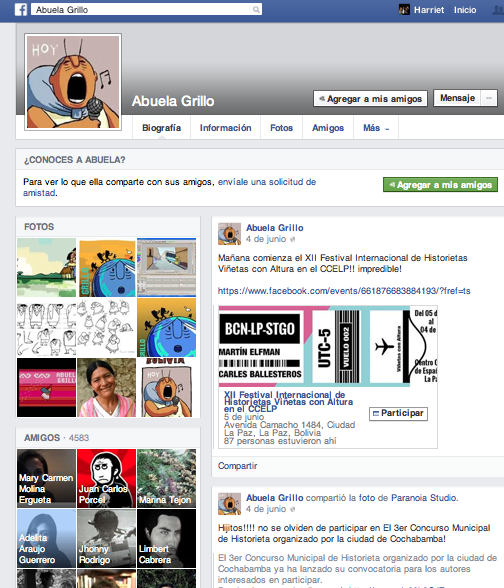 Abuela Grillo
Harriet Inicio
HOY
Abuela Grillo
Agregar a mis amigos
Mensaje
Biografía Información Fotos Amigos Más
¿CONOCES A ABUELA?
Para ver lo que ella comparte con sus amigos, envíale una solicitud de
amistad.
Agregar a mis amigos
FOTOS
ABUELA
GRILLO
BOLIVIA
HOY
AMIGOS · 4583
Mary Carmen
Molina
Ergueta
Juan Carlos
Porcel
Marina Tejon
Adelita
Araujo
Guerrero
Jhonny
Rodrigo
Limbert
Cabrera
Abuela Grillo
4 de junio
Mañana comienza el XII Festival Internacional de Historietas
Viñetas con Altura en el CCELP!! impredible!
https://www.facebook.com/events/661876683884193/?fref=ts
BCN-LP-STGO
MARTÍN ELFMAN
CARLES BALLESTEROS
UTC-5
VUELO 002
Viñetas con Altura
Del 05 d
al
04 de
Centro C
de Españ
La Pa
XII Festival Internacional de
Historietas Viñetas con Altura
en el CCELP
5 de junio
Avenida Camacho 1484, Ciudad
La Paz, La Paz, Bolivia
87 personas estuvieron ahí
Participar
Compartir
Abuela Grillo compartió la foto de Paranoia Studio.
4 de junio
Hijitos!!!! no se olviden de participar en El 3er Concurso Municipal
de Historieta organizado por la ciudad de Cochabamba!
El 3er Concurso Municipal de Historieta organizado por la ciudad de
Cochabamba ya ha lanzado su convocatoria para los autores
interesados en participar.